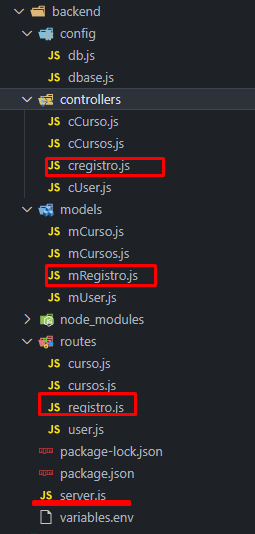 backend
config
JS db.js
JS dbase.js
controllers
JS cCurso.js
JS cCursos.js
JS cregistro.js
JS cUser.js
models
JS mCurso.js
JS mCursos.js
JS mRegistro.js
JS mUser.js
node_modules
routes
JS curso.js
JS cursos.js
JS registro.js
JS user.js
package-lock.json
package.json
JS server.js
variables.env